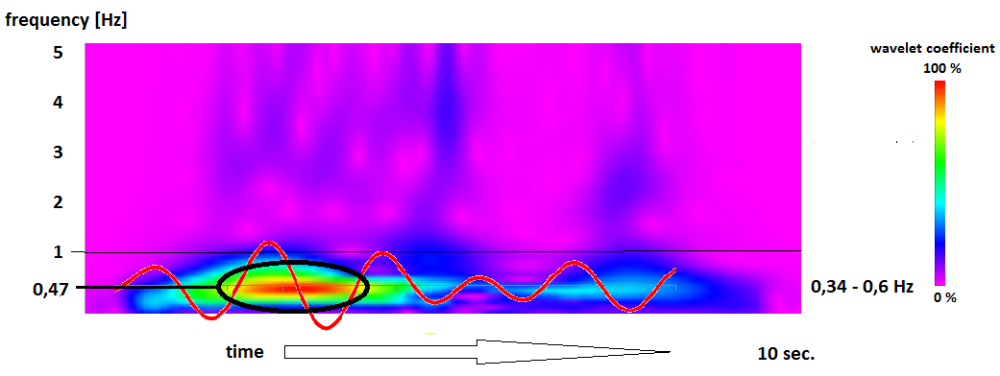 frequency [Hz]
wavelet coefficient
100 %
5
4
3
2
1
0,47
0,34 - 0,6 Hz
0 %
time
10 sec.